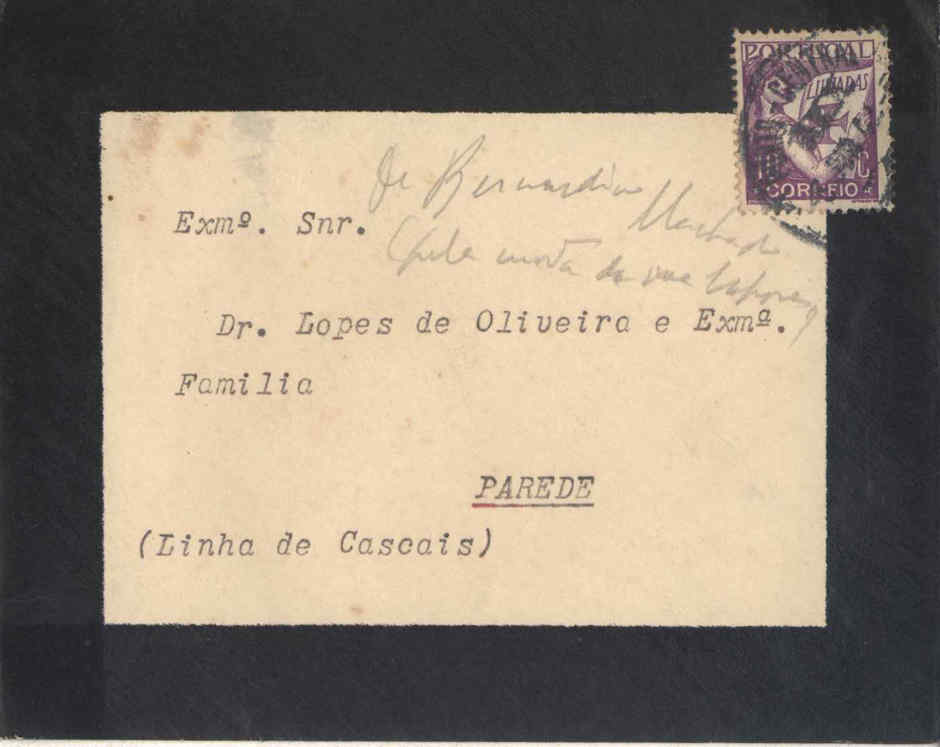 PORTUGAL
LUSIADAS
CENTRAL
CORREIO
de Bernardino
Machado
(pela morte da sua esposa)
Exmº. Snr.
Dr. Lopes de Oliveira e Exmª.
Familia
PAREDE
(Linha de Cascais)